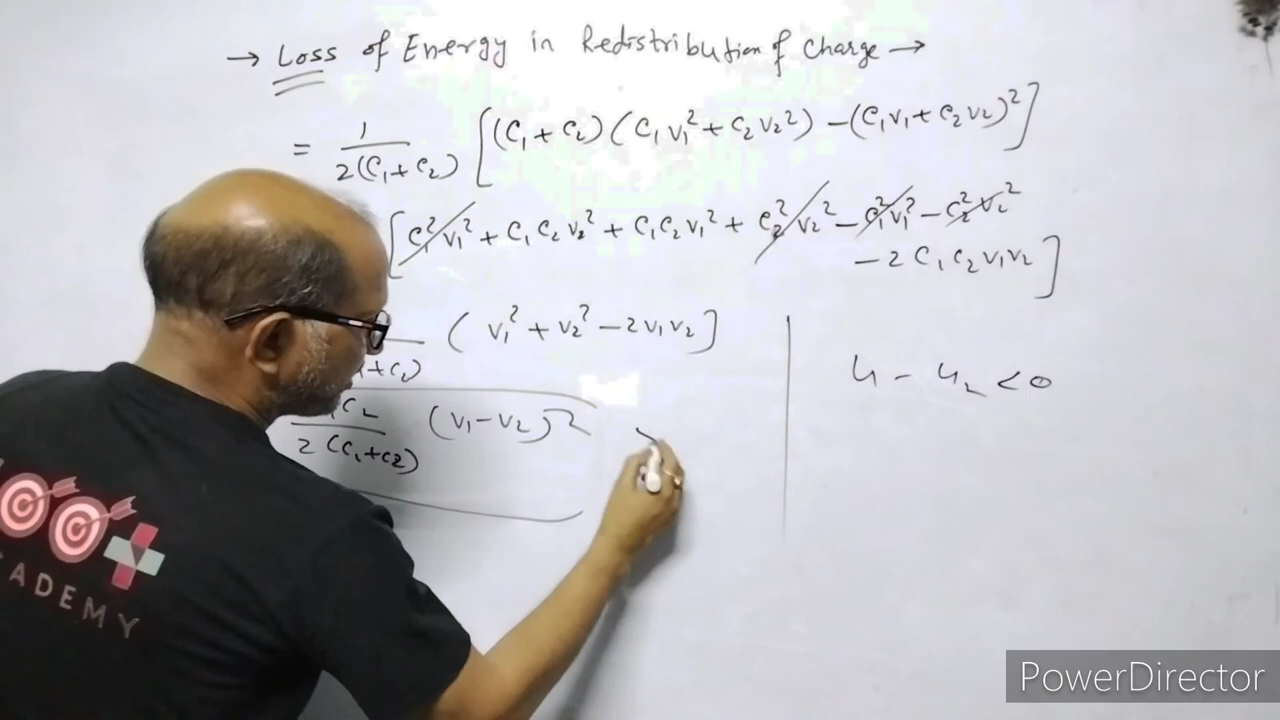 → Loss of Energy in Redistribution of Charge →
= 1/2(C₁+C₂) [(C₁+C₂)(C₁V₁²+C₂V₂²)-(C₁V₁+C₂V₂)²]
[C₁²V₁²+C₁C₂V₂²+C₁C₂V₁²+C₂²V₂²-C₁²V₁²-C₂²V₂²
-2C₁C₂V₁V₂]
(V₁²+V₂²-2V₁V₂]
+C₂)
C₂/2(C₁+C₂) (V₁-V₂)²
U - U₂ < 0
ADEMY
PowerDirector